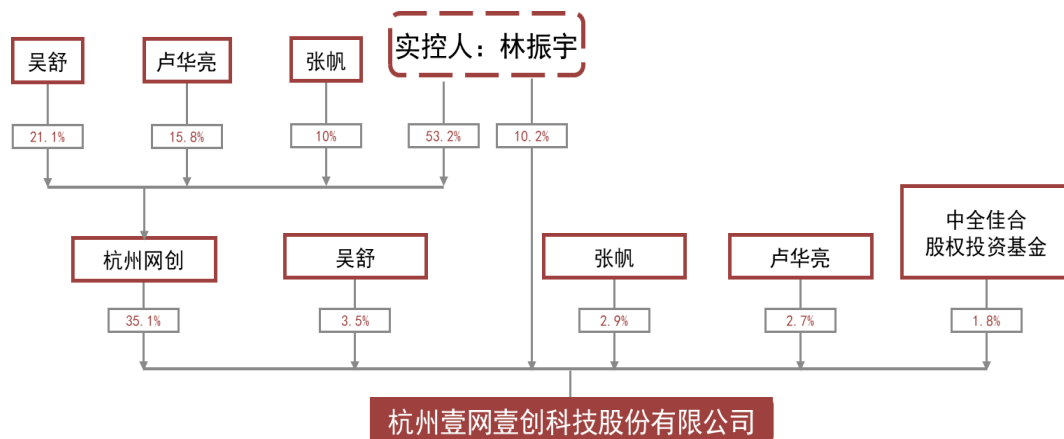 实控人：林振宇
吴舒
卢华亮
张帆
21.1%
15.8%
10%
53.2%
10.2%
杭州网创
吴舒
张帆
卢华亮
中全佳合
股权投资基金
35.1%
3.5%
2.9%
2.7%
1.8%
杭州壹网壹创科技股份有限公司